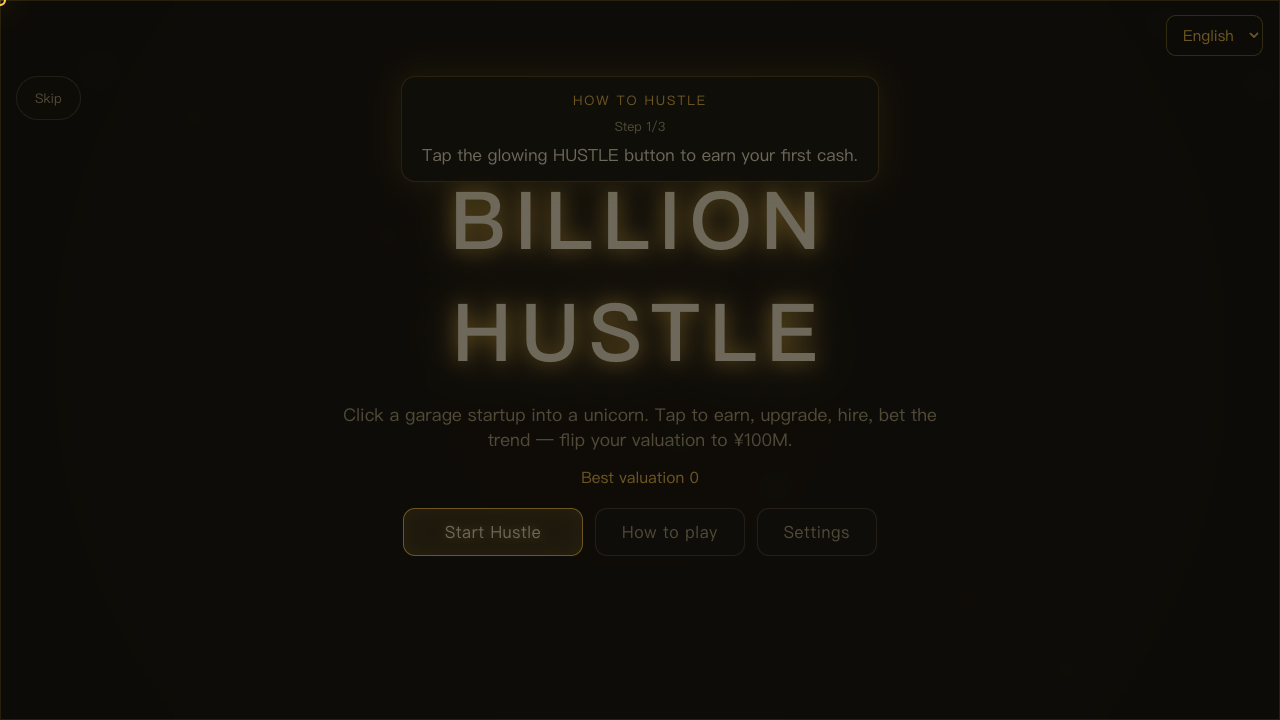 English
Skip
HOW TO HUSTLE
Step 1/3
Tap the glowing HUSTLE button to earn your first cash.
BILLION
HUSTLE
Click a garage startup into a unicorn. Tap to earn, upgrade, hire, bet the
trend — flip your valuation to ¥100M.
Best valuation 0
Start Hustle
How to play
Settings